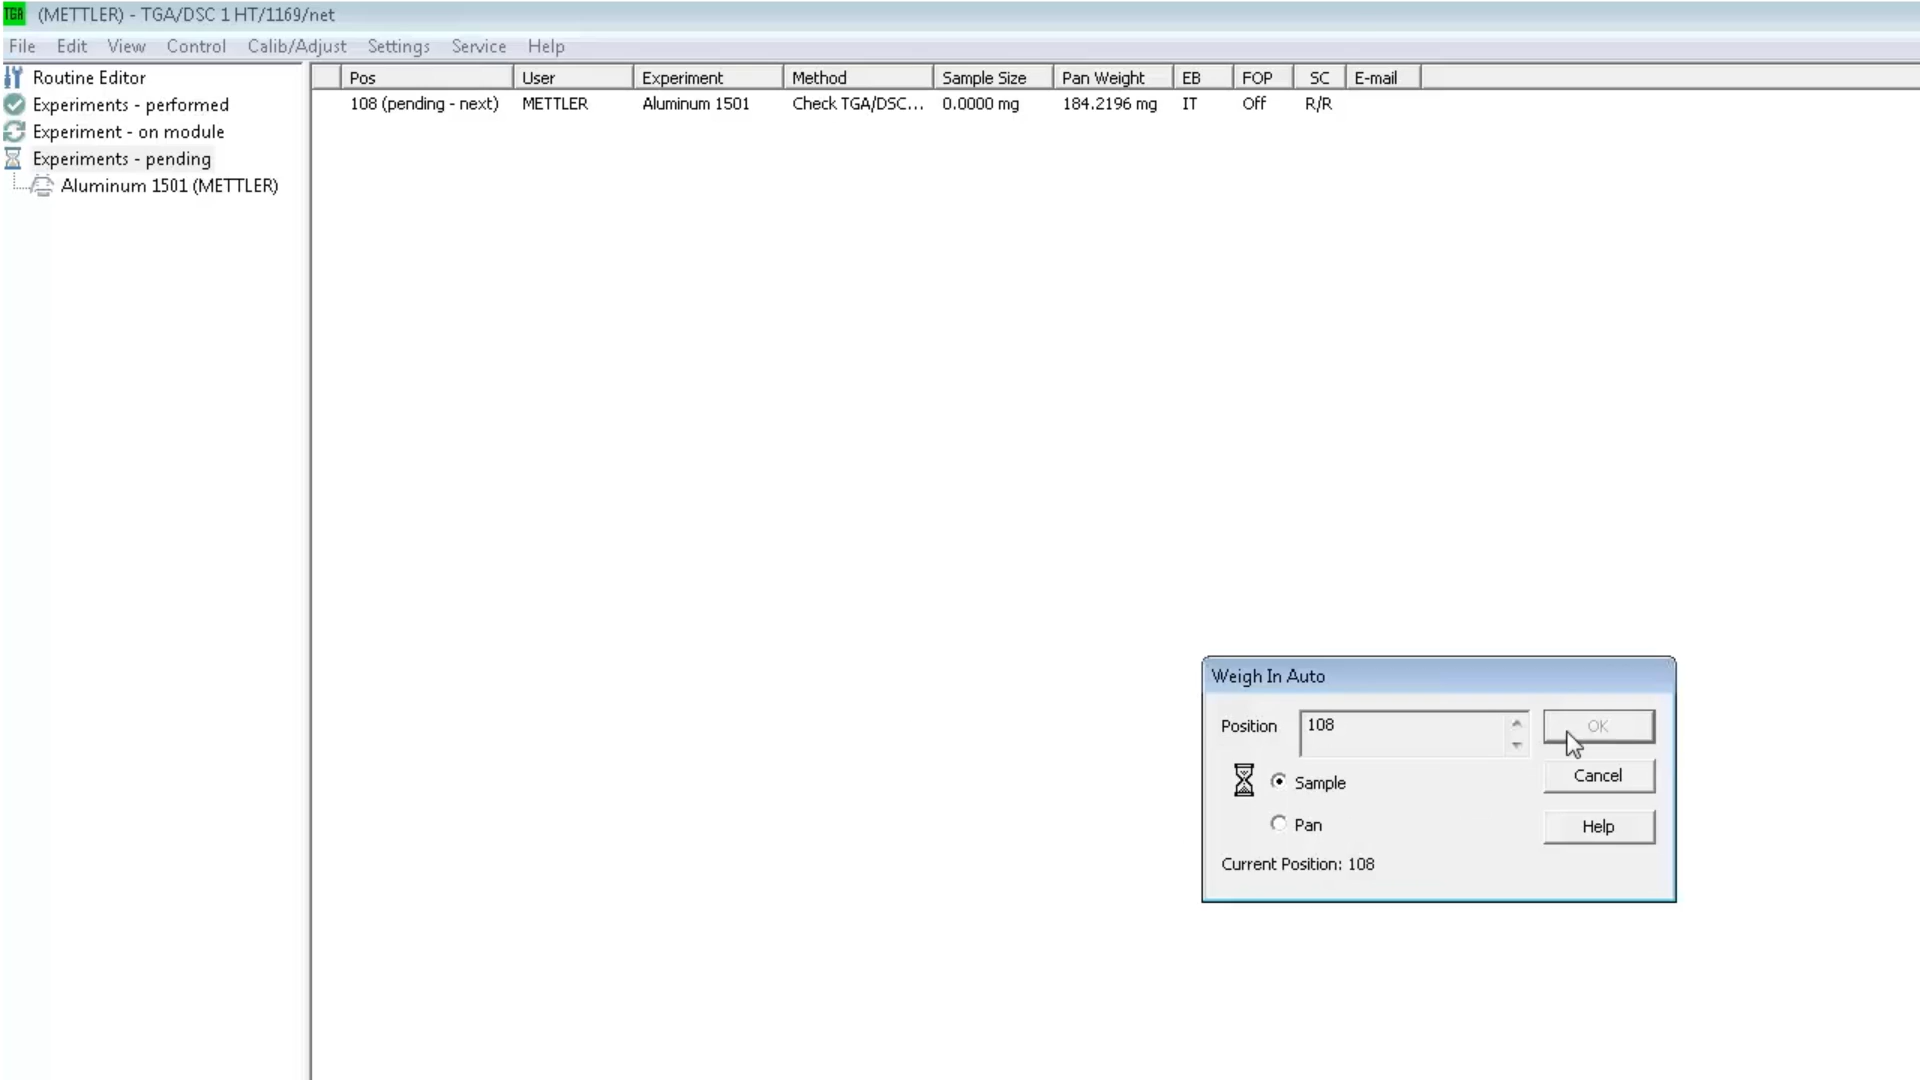 TGA (METTLER) - TGA/DSC 1 HT/1169/net
File Edit View Control Calib/Adjust Settings Service Help
Routine Editor
Experiments - performed
Experiment - on module
Experiments - pending
Aluminum 1501 (METTLER)
Pos User Experiment Method Sample Size Pan Weight EB FOP SC E-mail
108 (pending - next) METTLER Aluminum 1501 Check TGA/DSC... 0.0000 mg 184.2196 mg IT Off R/R
Weigh In Auto
Position 108 OK
Sample Cancel
Pan Help
Current Position: 108